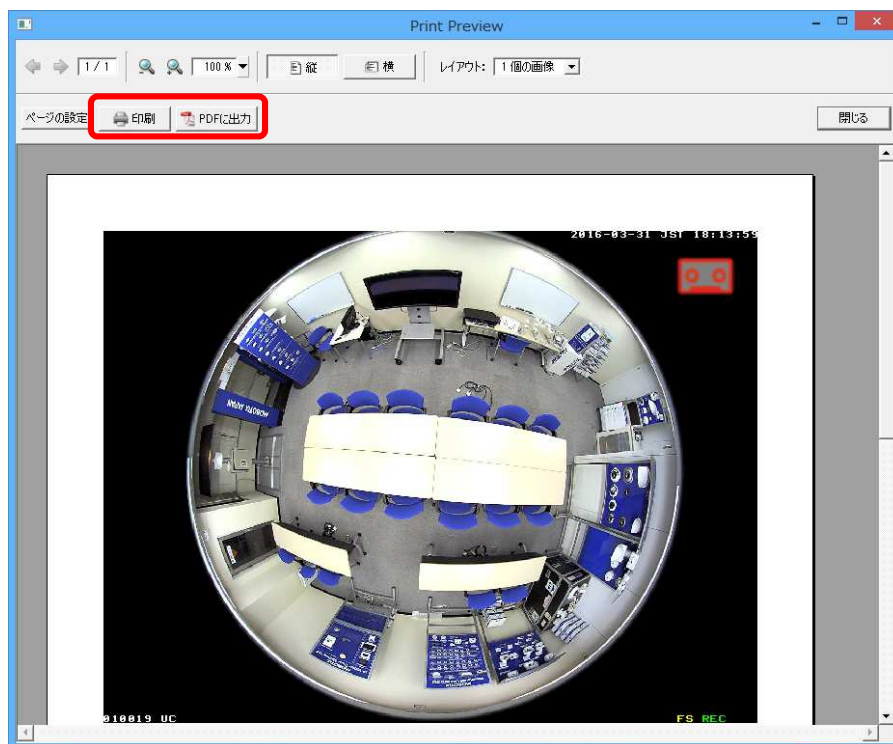 Print Preview
1 / 1
100 %
縦
横
レイアウト: 1 個の画像
ページの設定
印刷
PDFに出力
閉じる
2016-03-31 JST 18:13:59
MOBOTIX JAPAN
010019 UC
FS REC